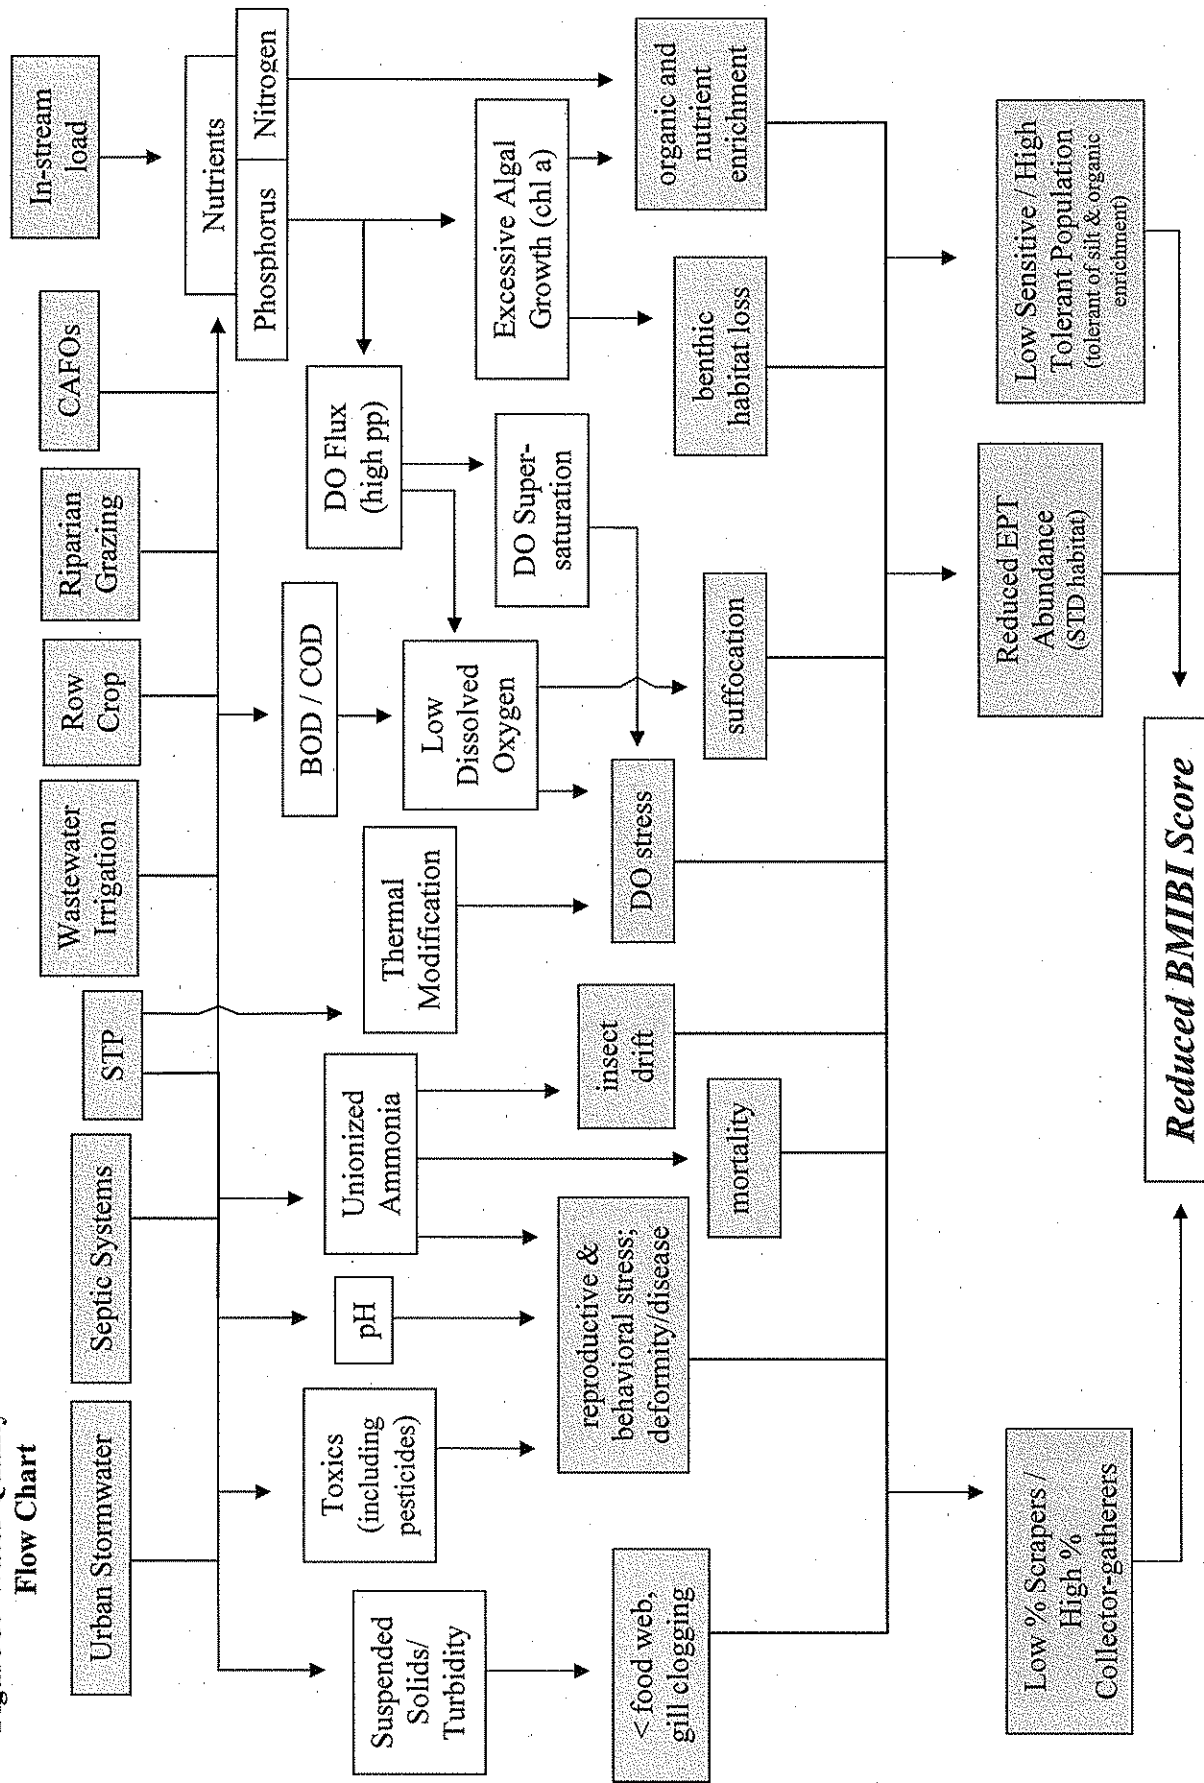 Flow Chart
Urban Stormwater
Septic Systems
STP
Wastewater
Irrigation
Row
Crop
Riparian
Grazing
CAFOs
In-stream
load
Nutrients
Phosphorus
Nitrogen
Suspended
Solids/
Turbidity
Toxics
(including
pesticides)
pH
Unionized
Ammonia
Thermal
Modification
BOD / COD
Low
Dissolved
Oxygen
DO Flux
(high pp)
DO Super-
saturation
Excessive Algal
Growth (chl a)
< food web,
gill clogging
reproductive &
behavioral stress;
deformity/disease
mortality
insect
drift
DO stress
suffocation
benthic
habitat loss
organic and
nutrient
enrichment
Low % Scrapers /
High %
Collector-gatherers
Reduced EPT
Abundance
(STD habitat)
Low Sensitive / High
Tolerant Population
(tolerant of silt & organic
enrichment)
Reduced BMIBI Score